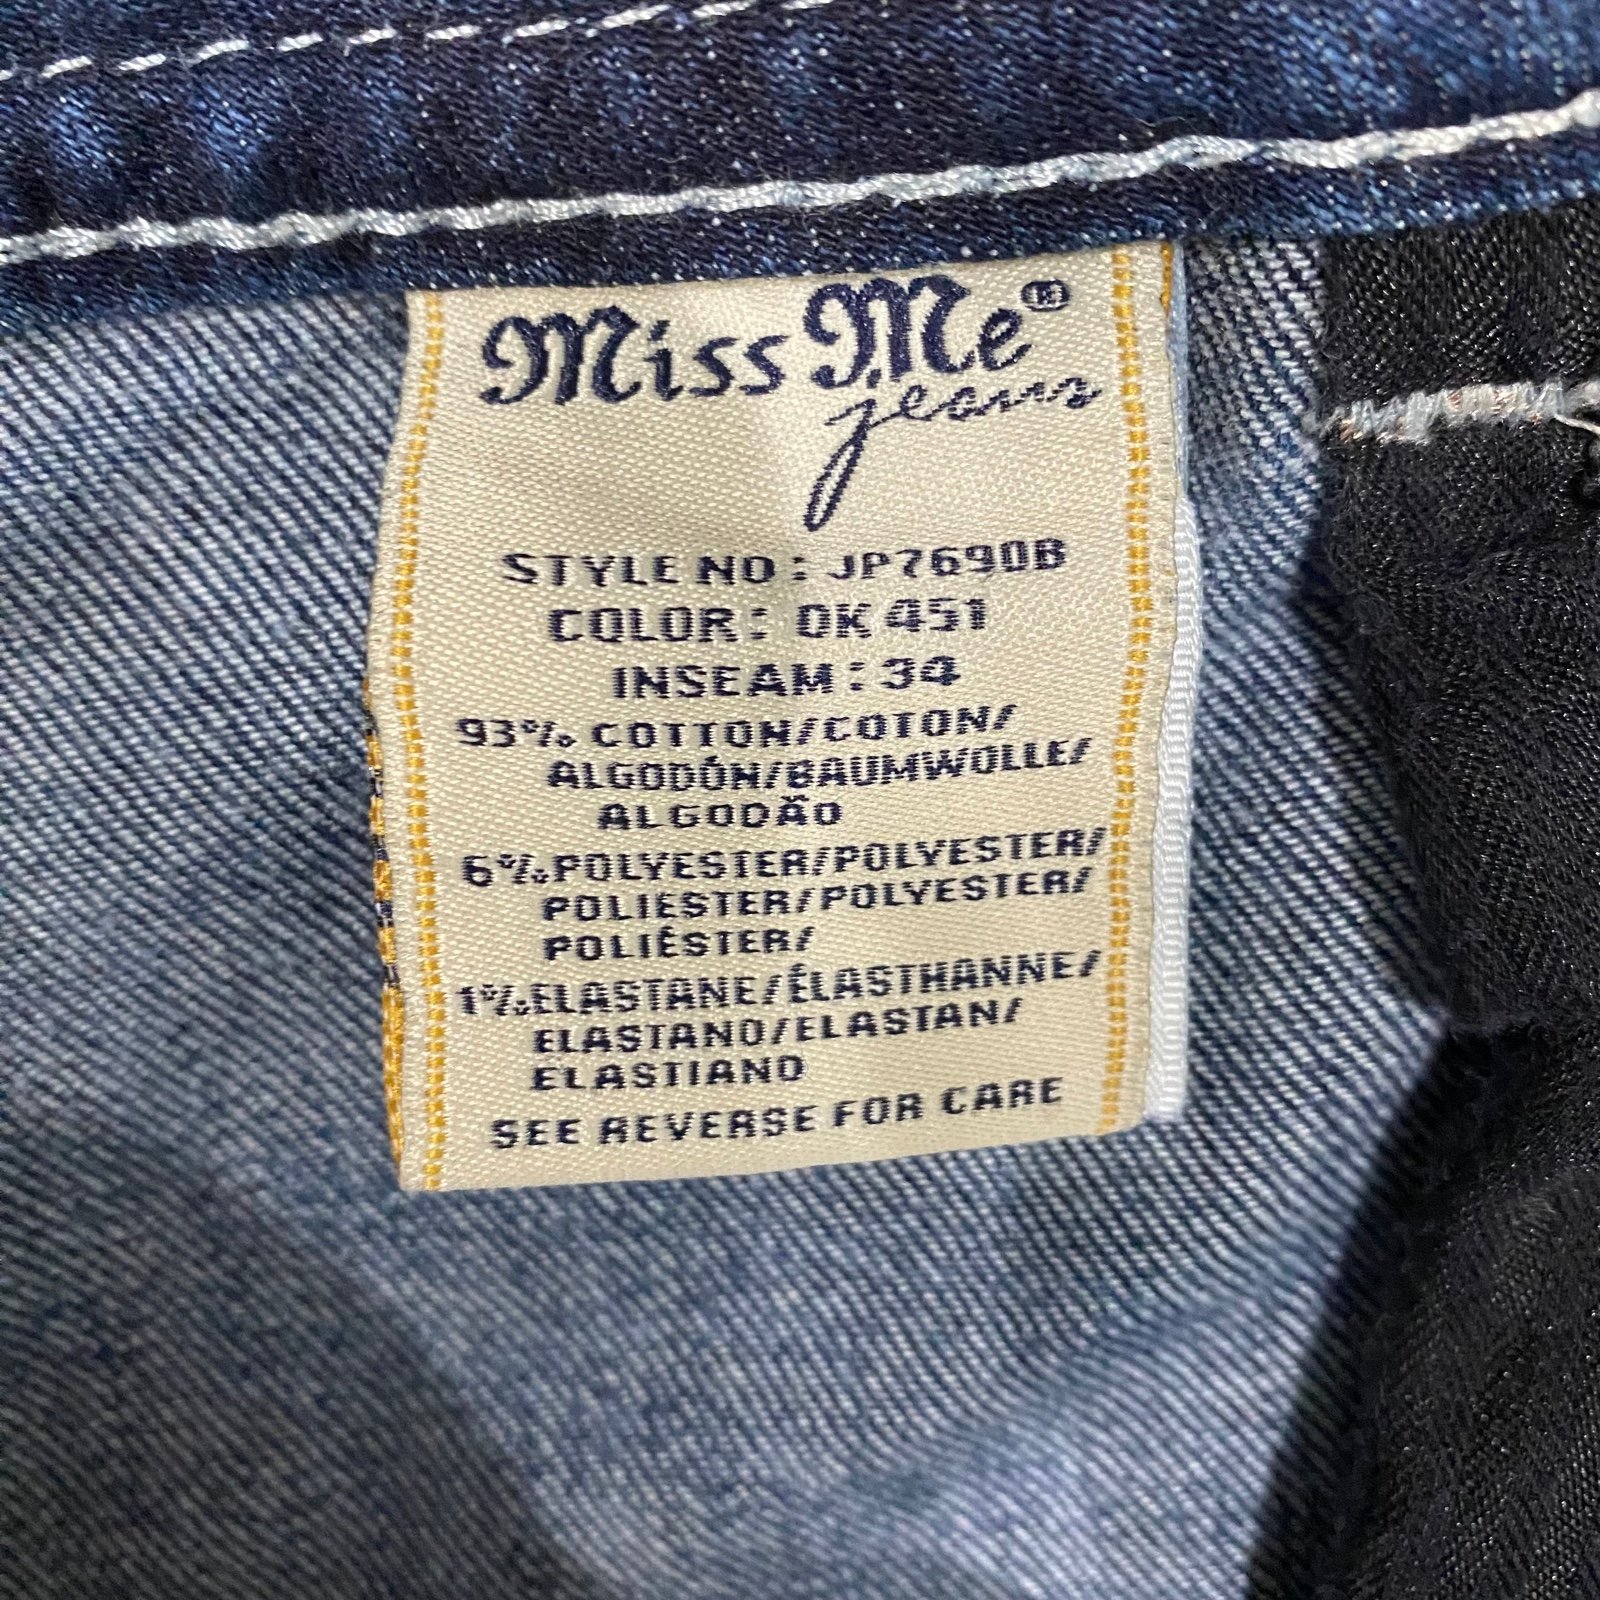 Miss Me®
jeans
STYLE NO: JP7690B
COLOR: DK 451
INSEAM: 34
93% COTTON/COTON/
ALGODÓN/BAUMWOLLE/
ALGODÃO
6% POLYESTER/POLYESTER/
POLIESTER/POLYESTER/
POLIÉSTER/
1% ELASTANE/ÉLASTHANNE/
ELASTANO/ELASTAN/
ELASTIANO
SEE REVERSE FOR CARE